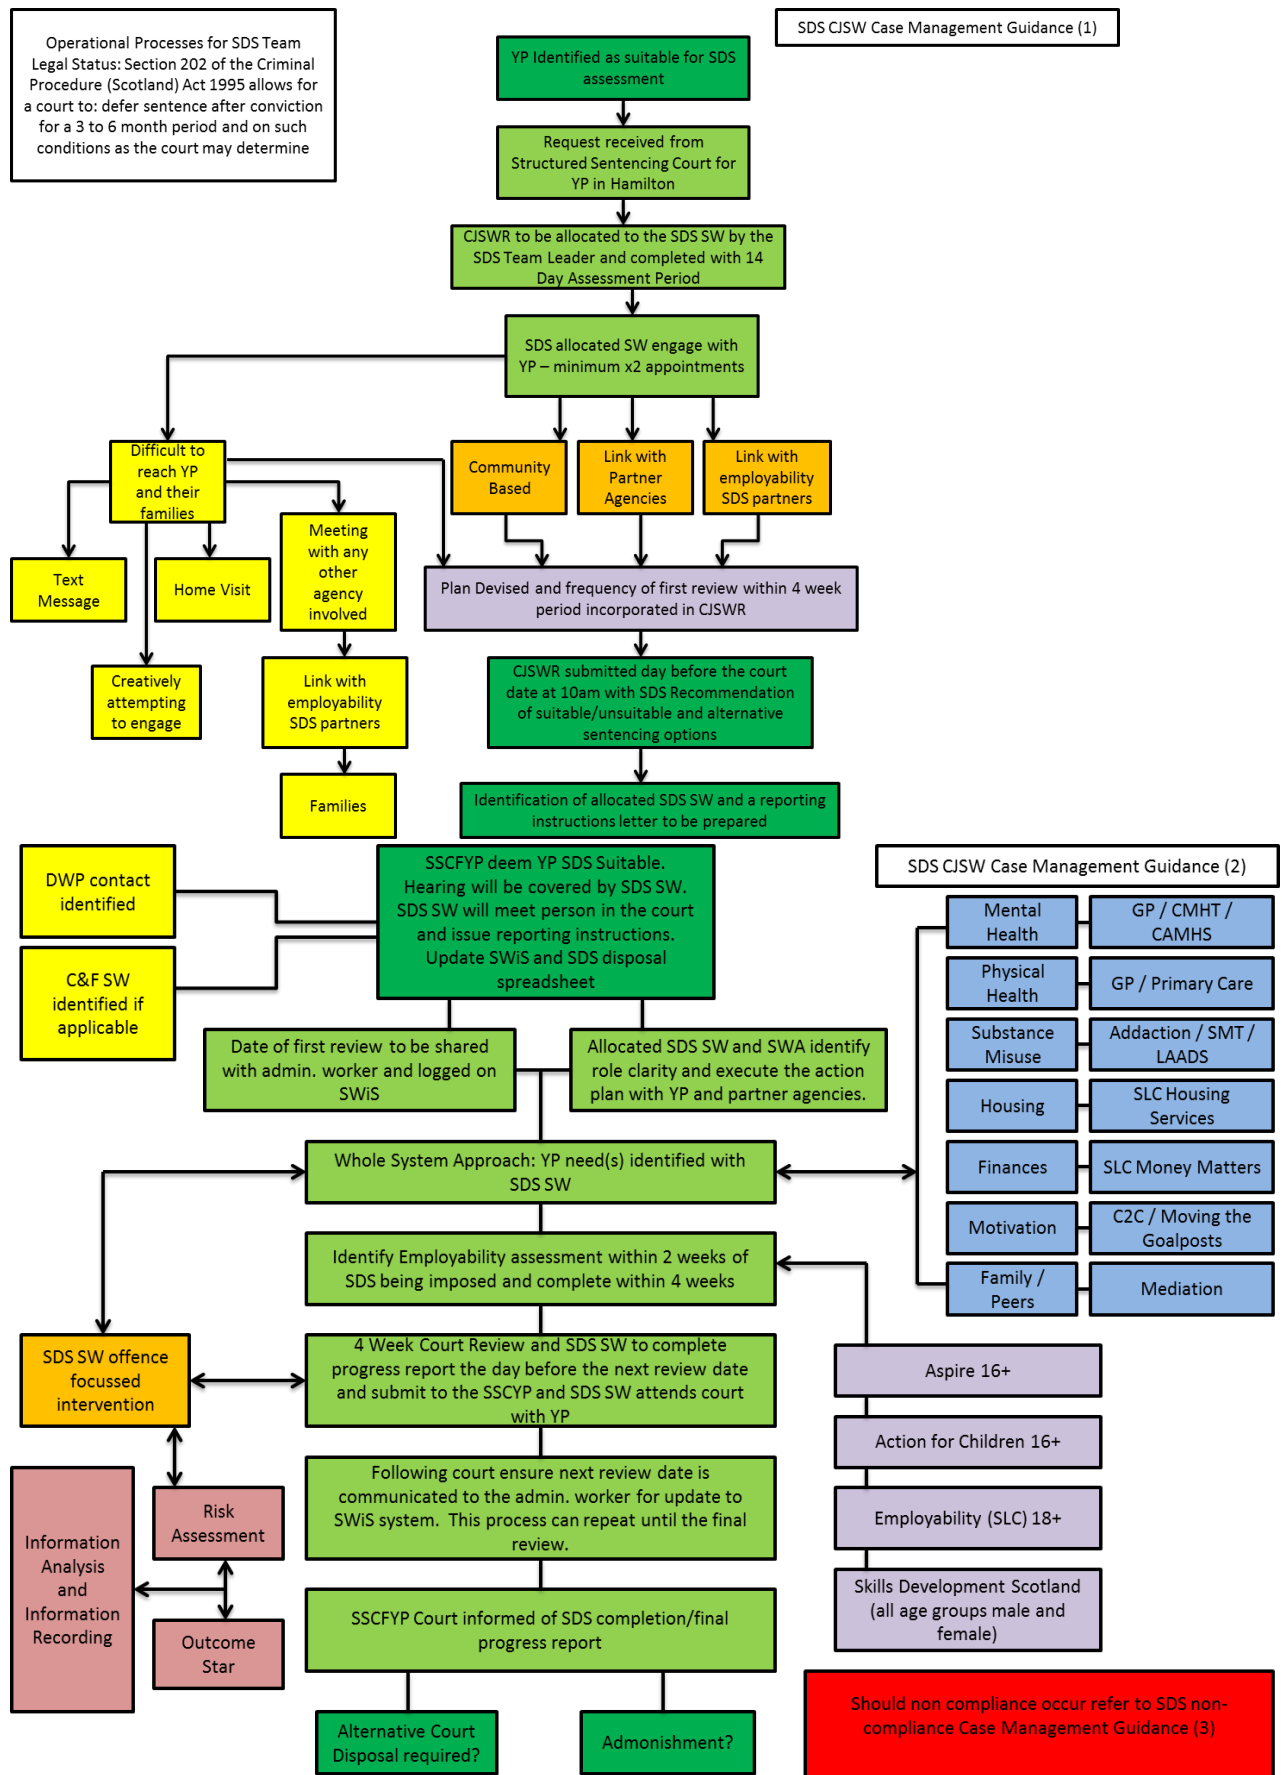 Operational Processes for SDS Team
Legal Status: Section 202 of the Criminal
Procedure (Scotland) Act 1995 allows for
a court to: defer sentence after conviction
for a 3 to 6 month period and on such
conditions as the court may determine
SDS CJSW Case Management Guidance (1)
YP Identified as suitable for SDS
assessment
Request received from
Structured Sentencing Court for
YP in Hamilton
CJSWR to be allocated to the SDS SW by the
SDS Team Leader and completed with 14
Day Assessment Period
SDS allocated SW engage with
YP – minimum x2 appointments
Difficult to
reach YP
and their
families
Community
Based
Link with
Partner
Agencies
Link with
employability
SDS partners
Text
Message
Home Visit
Meeting
with any
other
agency
involved
Plan Devised and frequency of first review within 4 week
period incorporated in CJSWR
Creatively
attempting
to engage
Link with
employability
SDS partners
CJSWR submitted day before the court
date at 10am with SDS Recommendation
of suitable/unsuitable and alternative
sentencing options
Families
Identification of allocated SDS SW and a reporting
instructions letter to be prepared
DWP contact
identified
C&F SW
identified if
applicable
SSCFYP deem YP SDS Suitable.
Hearing will be covered by SDS SW.
SDS SW will meet person in the court
and issue reporting instructions.
Update SWiS and SDS disposal
spreadsheet
SDS CJSW Case Management Guidance (2)
Mental
Health
GP / CMHT /
CAMHS
Physical
Health
GP / Primary Care
Substance
Misuse
Addaction / SMT /
LAADS
Housing
SLC Housing
Services
Finances
SLC Money Matters
Motivation
C2C / Moving the
Goalposts
Family /
Peers
Mediation
Date of first review to be shared
with admin. worker and logged on
SWiS
Allocated SDS SW and SWA identify
role clarity and execute the action
plan with YP and partner agencies.
Whole System Approach: YP need(s) identified with
SDS SW
Identify Employability assessment within 2 weeks of
SDS being imposed and complete within 4 weeks
SDS SW offence
focussed
intervention
4 Week Court Review and SDS SW to complete
progress report the day before the next review date
and submit to the SSCYP and SDS SW attends court
with YP
Aspire 16+
Action for Children 16+
Employability (SLC) 18+
Skills Development Scotland
(all age groups male and
female)
Information
Analysis
and
Information
Recording
Risk
Assessment
Outcome
Star
Following court ensure next review date is
communicated to the admin. worker for update to
SWiS system. This process can repeat until the final
review.
SSCFYP Court informed of SDS completion/final
progress report
Alternative Court
Disposal required?
Admonishment?
Should non compliance occur refer to SDS non-
compliance Case Management Guidance (3)